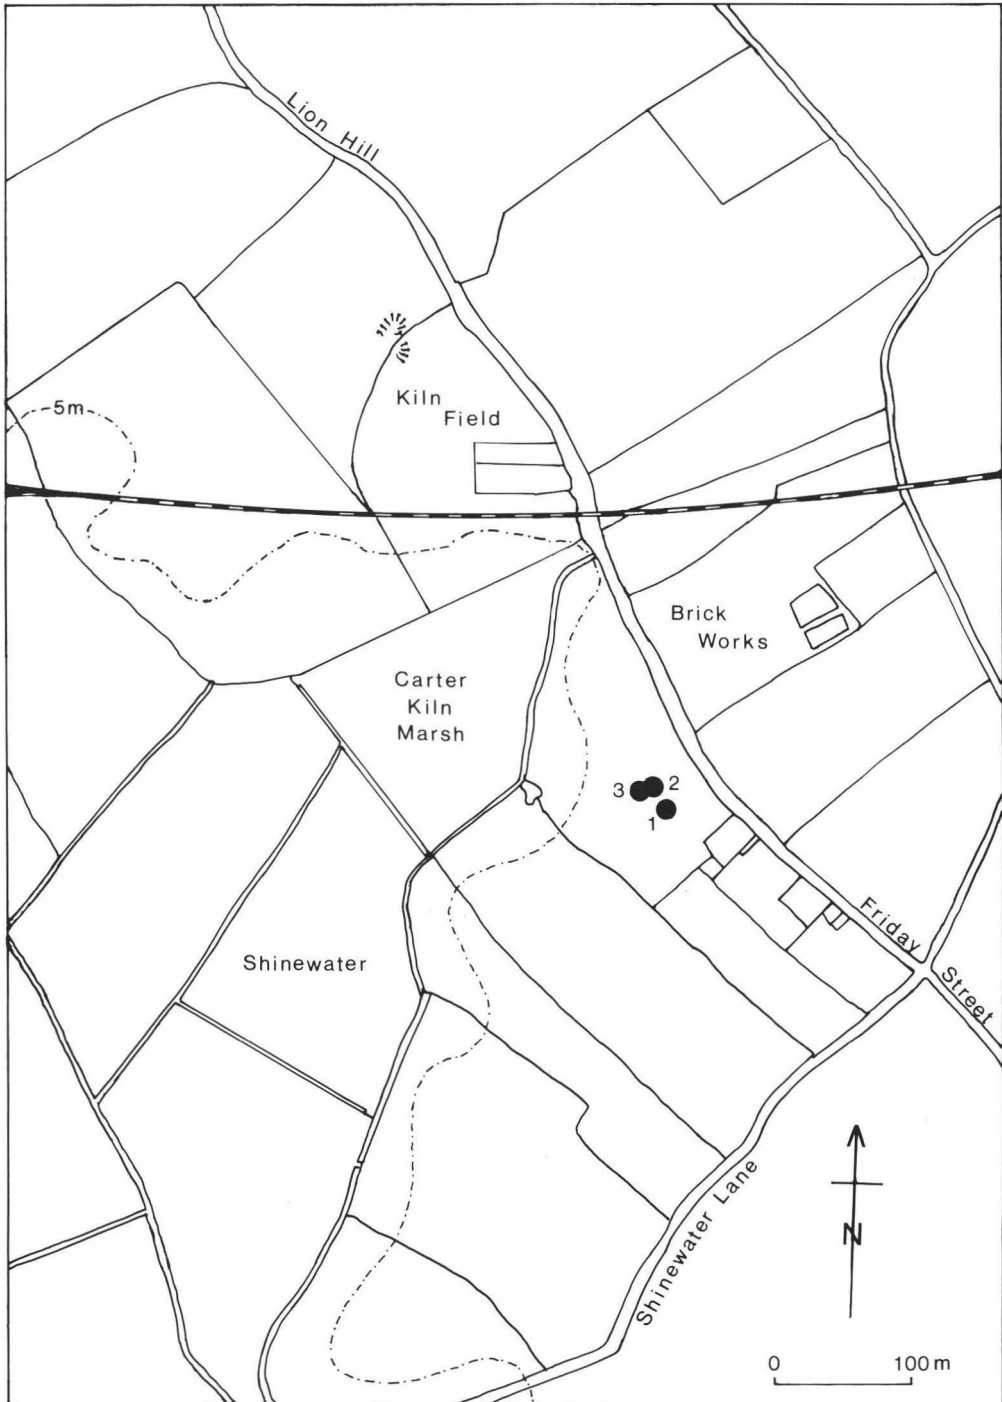 Lion Hill
5m
Kiln
Field
Brick
Works
Carter
Kiln
Marsh
3
2
1
Friday Street
Shinewater
Shinewater Lane
N
0 100m